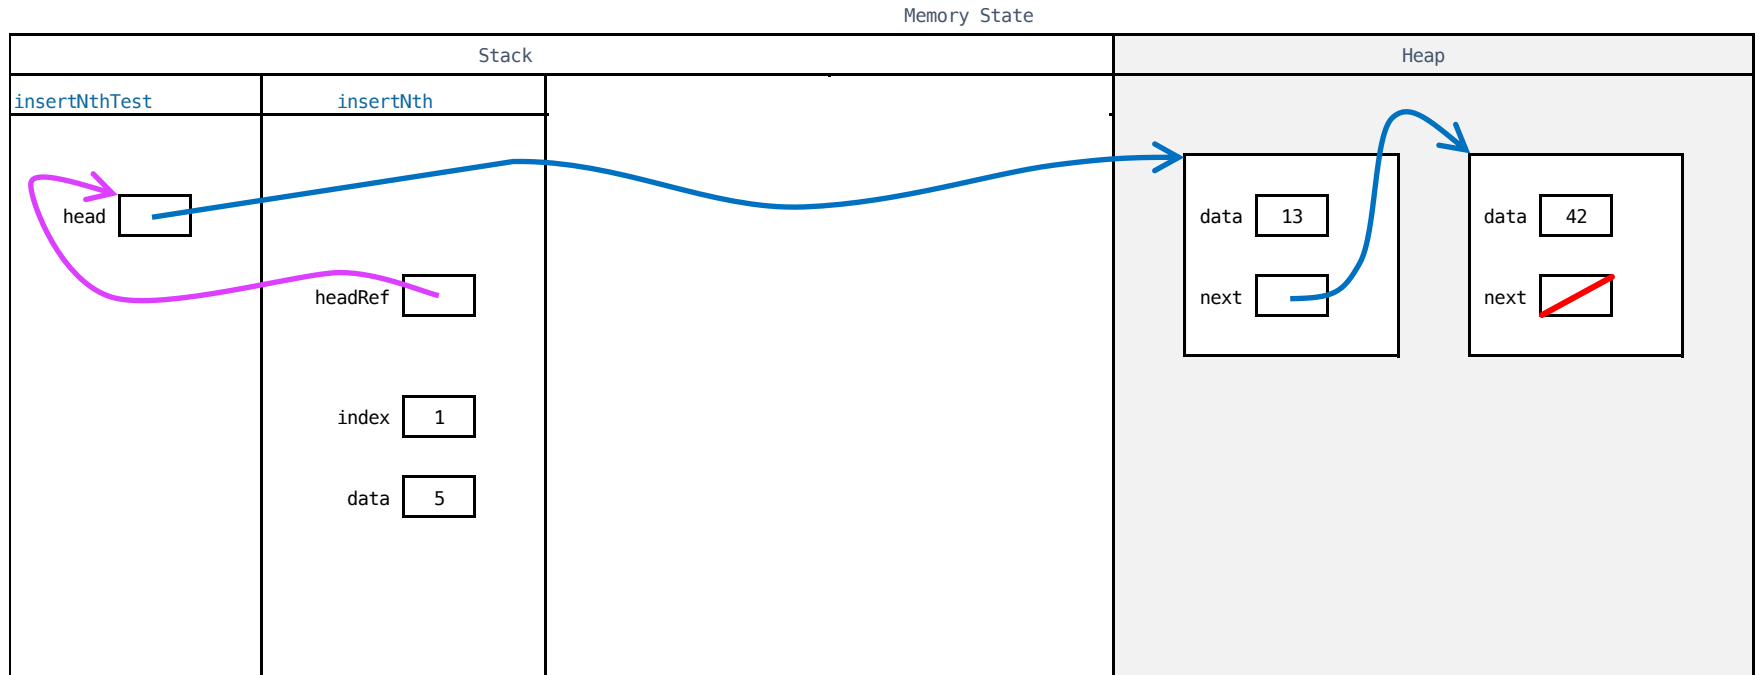 Memory State
Stack Heap
insertNthTest insertNth
head data 13 data 42
headRef next next
index 1
data 5